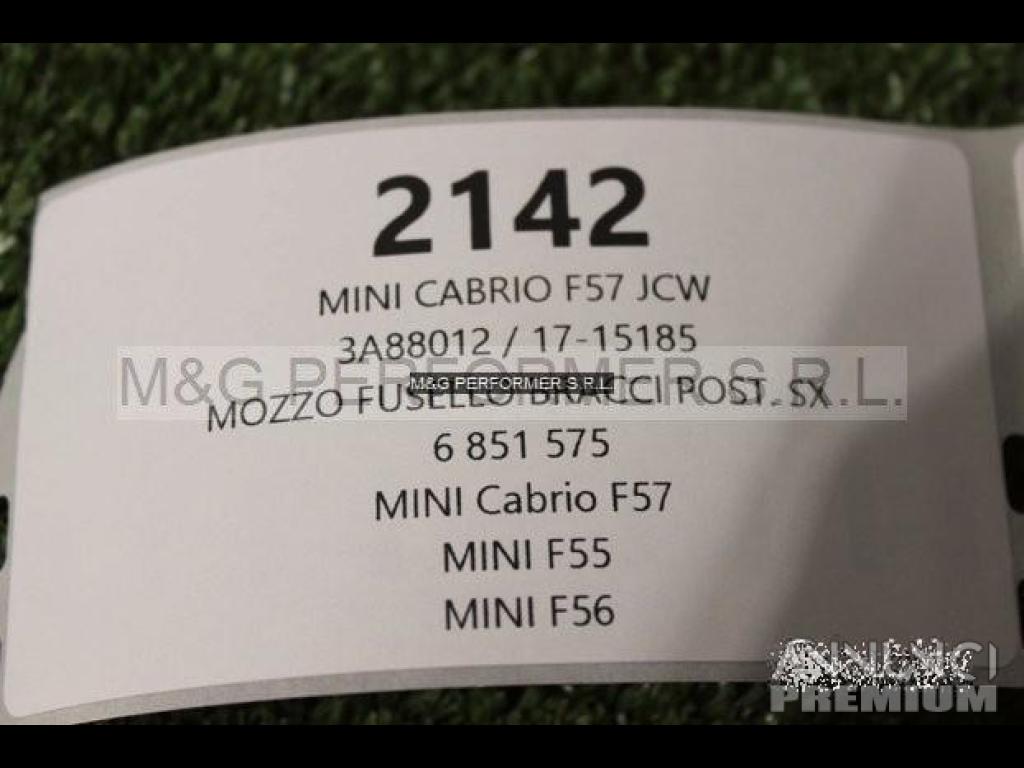 2142
MINI CABRIO F57 JCW
3A88012 / 17-15185
M&G PERFORMER S.R.L.
M&G PERFORMER S.R.L.
MOZZO FUSELLO BRACCI POST. SX
6 851 575
MINI Cabrio F57
MINI F55
MINI F56
ANNUNCI
PREMIUM